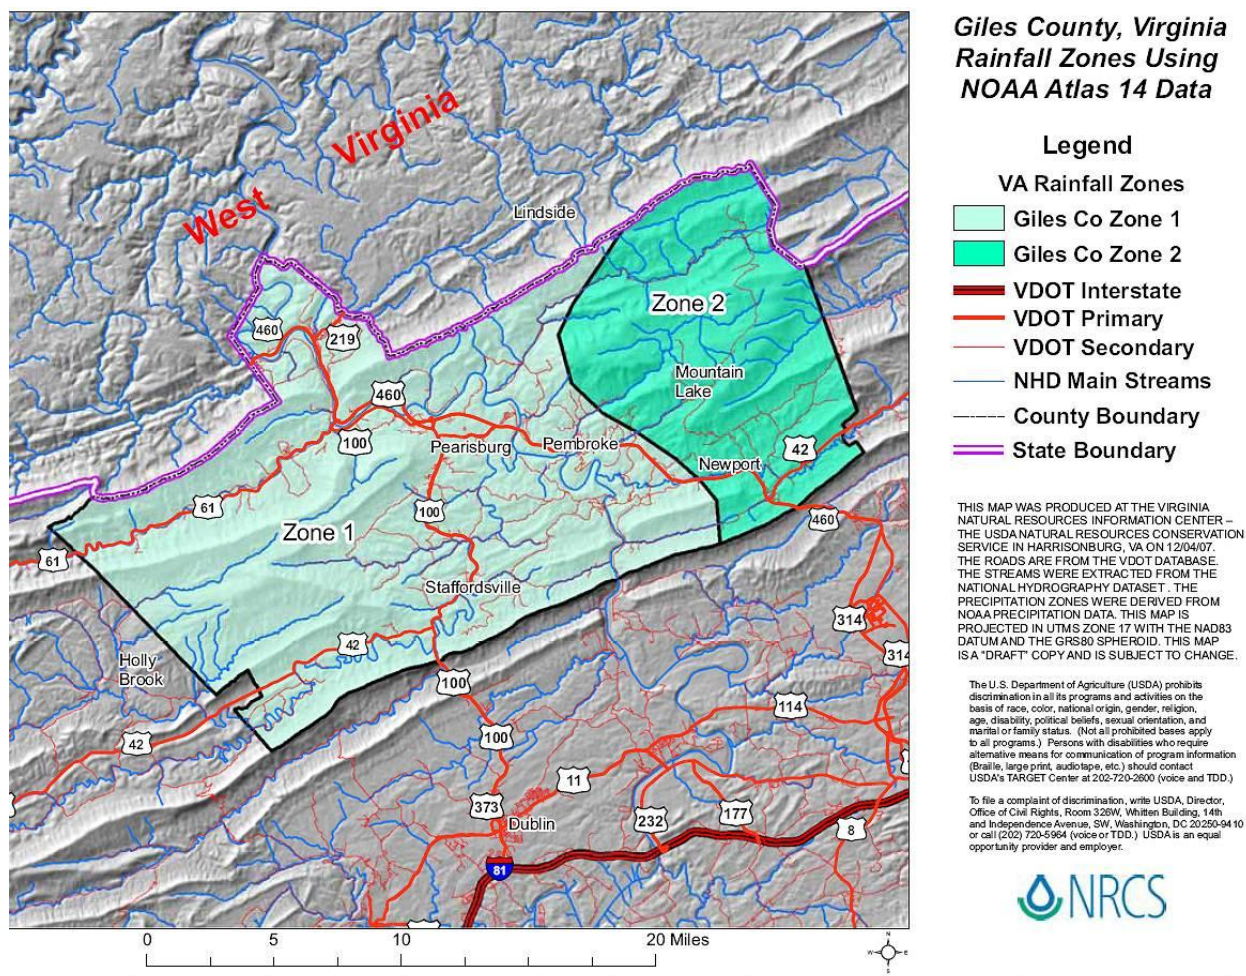 Giles County, Virginia
Rainfall Zones Using
NOAA Atlas 14 Data
Legend
VA Rainfall Zones
Giles Co Zone 1
Giles Co Zone 2
VDOT Interstate
VDOT Primary
VDOT Secondary
NHD Main Streams
County Boundary
State Boundary
THIS MAP WAS PRODUCED AT THE VIRGINIA
NATURAL RESOURCES INFORMATION CENTER –
THE USDA NATURAL RESOURCES CONSERVATION
SERVICE IN HARRISONBURG, VA ON 12/04/07.
THE ROADS ARE FROM THE VDOT DATABASE.
THE STREAMS WERE EXTRACTED FROM THE
NATIONAL HYDROGRAPHY DATASET . THE
PRECIPITATION ZONES WERE DERIVED FROM
NOAA PRECIPITATION DATA. THIS MAP IS
PROJECTED IN UTMS ZONE 17 WITH THE NAD83
DATUM AND THE GRS80 SPHEROID. THIS MAP
IS A "DRAFT" COPY AND IS SUBJECT TO CHANGE.
The U.S. Department of Agriculture (USDA) prohibits
discrimination in all its programs and activities on the
basis of race, color, national origin, gender, religion,
age, disability, political beliefs, sexual orientation, and
marital or family status. (Not all prohibited bases apply
to all programs.) Persons with disabilities who require
alternative means for communication of program information
(Braille, large print, audiotape, etc.) should contact
USDA's TARGET Center at 202-720-2600 (voice and TDD.)
To file a complaint of discrimination, write USDA, Director,
Office of Civil Rights, Room 326W, Whitten Building, 14th
and Independence Avenue, SW, Washington, DC 20250-9410
or call (202) 720-5964 (voice or TDD.) USDA is an equal
opportunity provider and employer.
NRCS
West Virginia
Lindside
Zone 2
460
219
Mountain
Lake
460
100
Pearisburg
Pembroke
42
Newport
61
100
460
Zone 1
61
Staffordsville
314
42
314
Holly
Brook
100
114
42
100
11
373
232
177
Dublin
8
81
0
5
10
20 Miles
N
W
E
S